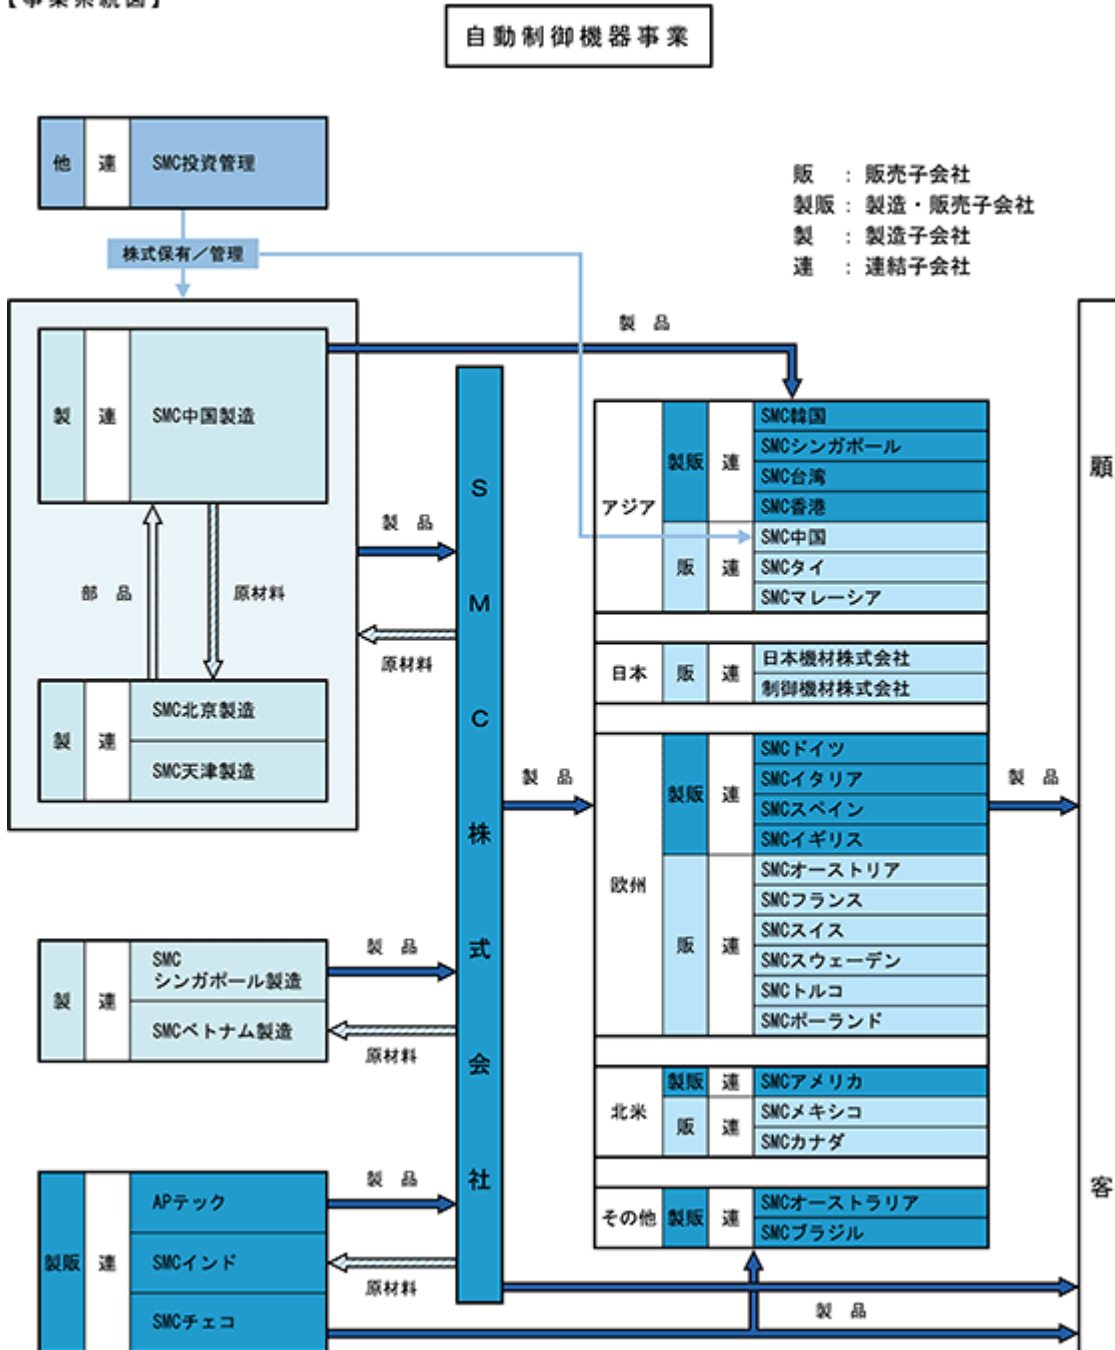 【事業系統図】
自動制御機器事業
他 連 SMC投資管理
株式保有／管理
販 ： 販売子会社
製販 ： 製造・販売子会社
製 ： 製造子会社
連 ： 連結子会社
製 品
製 連 SMC中国製造
部 品
原材料
製 連
SMC北京製造
SMC天津製造
製 品
原材料
製 連
SMC
シンガポール製造
SMCベトナム製造
製 品
原材料
製販 連
APテック
SMCインド
SMCチェコ
製 品
原材料
SMC株式会社
製 品
アジア
製販 連
SMC韓国
SMCシンガポール
SMC台湾
SMC香港
販 連
SMC中国
SMCタイ
SMCマレーシア
日本 販 連
日本機材株式会社
制御機材株式会社
欧州
製販 連
SMCドイツ
SMCイタリア
SMCスペイン
SMCイギリス
販 連
SMCオーストリア
SMCフランス
SMCスイス
SMCスウェーデン
SMCトルコ
SMCポーランド
北米
製販 連 SMCアメリカ
販 連
SMCメキシコ
SMCカナダ
その他 製販 連
SMCオーストラリア
SMCブラジル
製 品
製 品
顧客